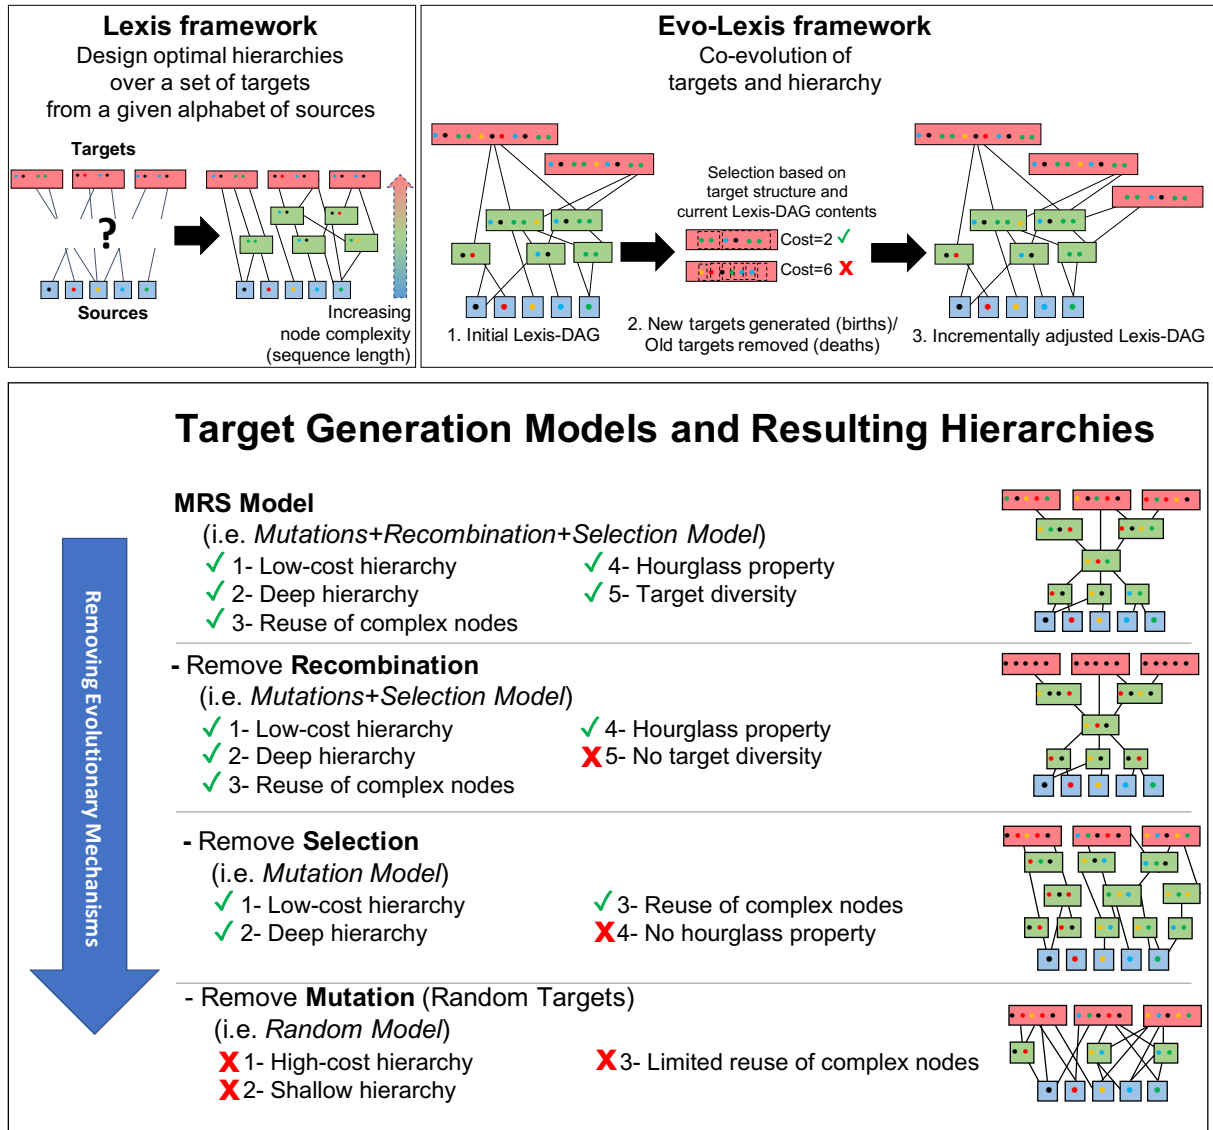 Lexis framework
Design optimal hierarchies
over a set of targets
from a given alphabet of sources
Targets
?
Sources
Increasing
node complexity
(sequence length)
Evo-Lexis framework
Co-evolution of
targets and hierarchy
Selection based on
target structure and
current Lexis-DAG contents
Cost=2 ✓
Cost=6 X
1. Initial Lexis-DAG
2. New targets generated (births)/
Old targets removed (deaths)
3. Incrementally adjusted Lexis-DAG
Target Generation Models and Resulting Hierarchies
Removing Evolutionary Mechanisms
MRS Model
(i.e. Mutations+Recombination+Selection Model)
✓ 1- Low-cost hierarchy
✓ 2- Deep hierarchy
✓ 3- Reuse of complex nodes
✓ 4- Hourglass property
✓ 5- Target diversity
- Remove Recombination
(i.e. Mutations+Selection Model)
✓ 1- Low-cost hierarchy
✓ 2- Deep hierarchy
✓ 3- Reuse of complex nodes
✓ 4- Hourglass property
X 5- No target diversity
- Remove Selection
(i.e. Mutation Model)
✓ 1- Low-cost hierarchy
✓ 2- Deep hierarchy
✓ 3- Reuse of complex nodes
X 4- No hourglass property
- Remove Mutation (Random Targets)
(i.e. Random Model)
X 1- High-cost hierarchy
X 2- Shallow hierarchy
X 3- Limited reuse of complex nodes